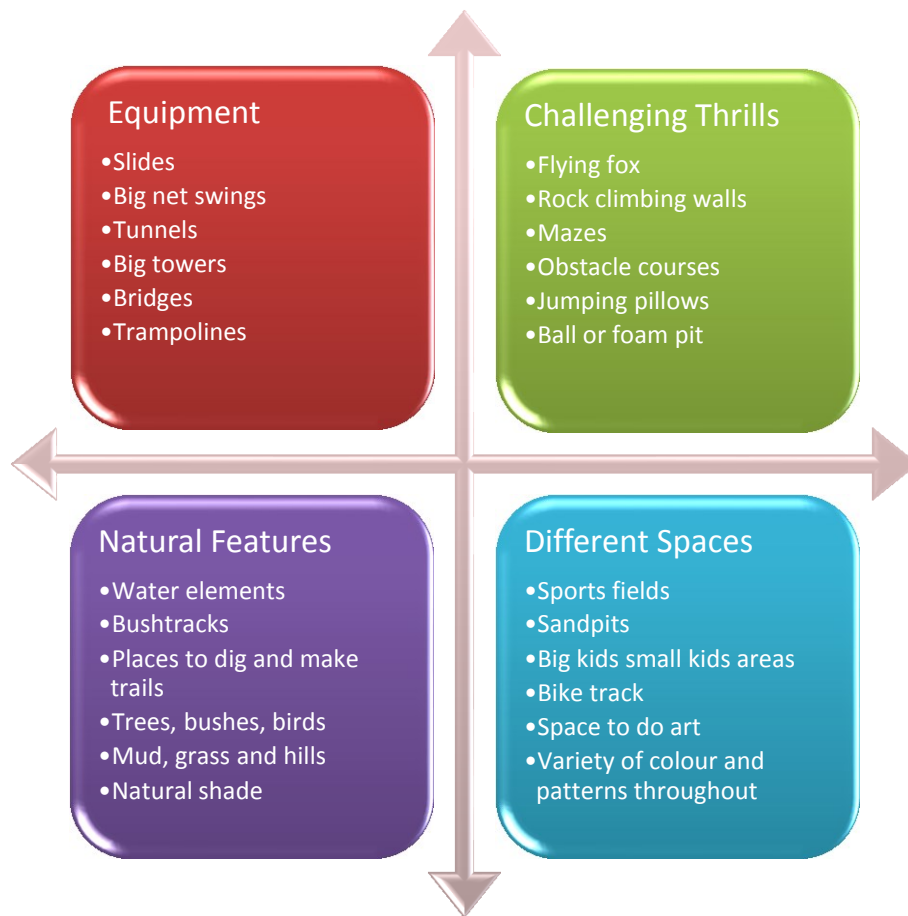 Equipment
•Slides
•Big net swings
•Tunnels
•Big towers
•Bridges
•Trampolines
Challenging Thrills
•Flying fox
•Rock climbing walls
•Mazes
•Obstacle courses
•Jumping pillows
•Ball or foam pit
Natural Features
•Water elements
•Bushtracks
•Places to dig and make
trails
•Trees, bushes, birds
•Mud, grass and hills
•Natural shade
Different Spaces
•Sports fields
•Sandpits
•Big kids small kids areas
•Bike track
•Space to do art
•Variety of colour and
patterns throughout